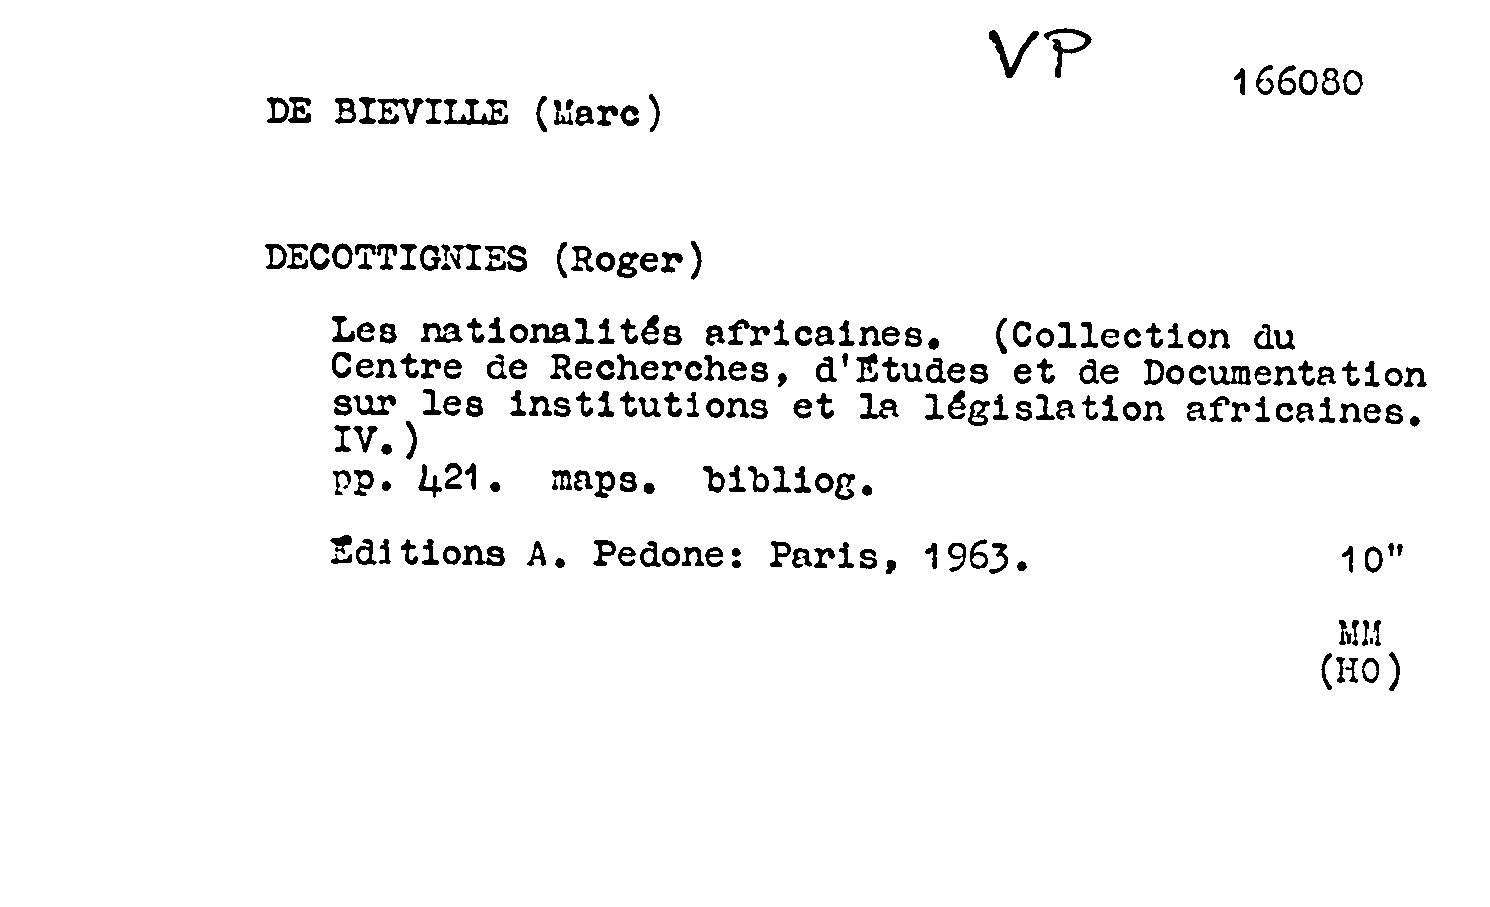 VP
166080
DE BIEVILLE (Marc)
DECOTTIGNIES (Roger)
Les nationalités africaines. (Collection du
Centre de Recherches, d'Études et de Documentation
sur les institutions et la législation africaines.
IV.)
pp. 421. maps. bibliog.
Éditions A. Pedone: Paris, 1963. 10"
MM
(HO)